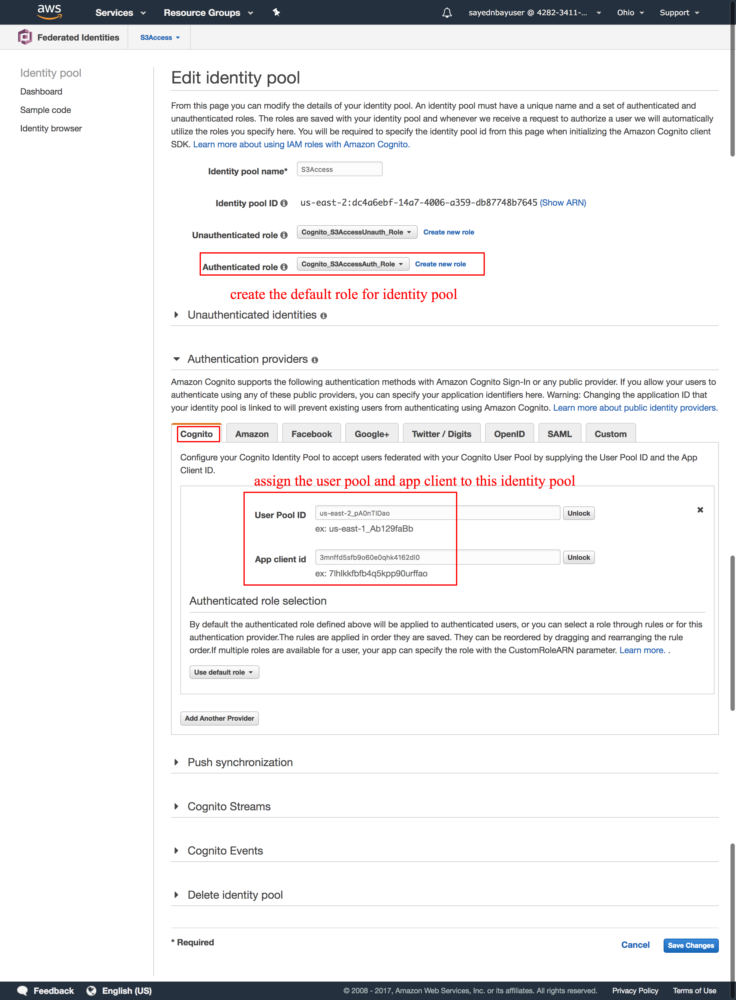 aws Services Resource Groups sayednbayuser @ 4282-3411-... Ohio Support
Federated Identities S3Access
Identity pool
Dashboard
Sample code
Identity browser
Edit identity pool
From this page you can modify the details of your identity pool. An identity pool must have a unique name and a set of authenticated and
unauthenticated roles. The roles are saved with your identity pool and whenever we receive a request to authorize a user we will automatically
utilize the roles you specify here. You will be required to specify the identity pool id from this page when initializing the Amazon Cognito client
SDK. Learn more about using IAM roles with Amazon Cognito.
Identity pool name* S3Access
Identity pool ID us-east-2:dc4a6ebf-14a7-4006-a359-db87748b7645 (Show ARN)
Unauthenticated role Cognito_S3AccessUnauth_Role Create new role
Authenticated role Cognito_S3AccessAuth_Role Create new role
create the default role for identity pool
Unauthenticated identities
Authentication providers
Amazon Cognito supports the following authentication methods with Amazon Cognito Sign-In or any public provider. If you allow your users to
authenticate using any of these public providers, you can specify your application identifiers here. Warning: Changing the application ID that
your identity pool is linked to will prevent existing users from authenticating using Amazon Cognito. Learn more about public identity providers.
Cognito Amazon Facebook Google+ Twitter / Digits OpenID SAML Custom
Configure your Cognito Identity Pool to accept users federated with your Cognito User Pool by supplying the User Pool ID and the App
Client ID.
assign the user pool and app client to this identity pool
User Pool ID us-east-2_pA0nTIDao Unlock
ex: us-east-1_Ab129faBb
App client id 3mnffd5sfb9o60e0qhk4162dl0 Unlock
ex: 7lhlkkfbfb4q5kpp90urffao
Authenticated role selection
By default the authenticated role defined above will be applied to authenticated users, or you can select a role through rules or for this
authentication provider.The rules are applied in order they are saved. They can be reordered by dragging and rearranging the rule
order.If multiple roles are available for a user, your app can specify the role with the CustomRoleARN parameter. Learn more. .
Use default role
Add Another Provider
Push synchronization
Cognito Streams
Cognito Events
Delete identity pool
* Required Cancel Save Changes
Feedback English (US) © 2008 - 2017, Amazon Web Services, Inc. or its affiliates. All rights reserved. Privacy Policy Terms of Use